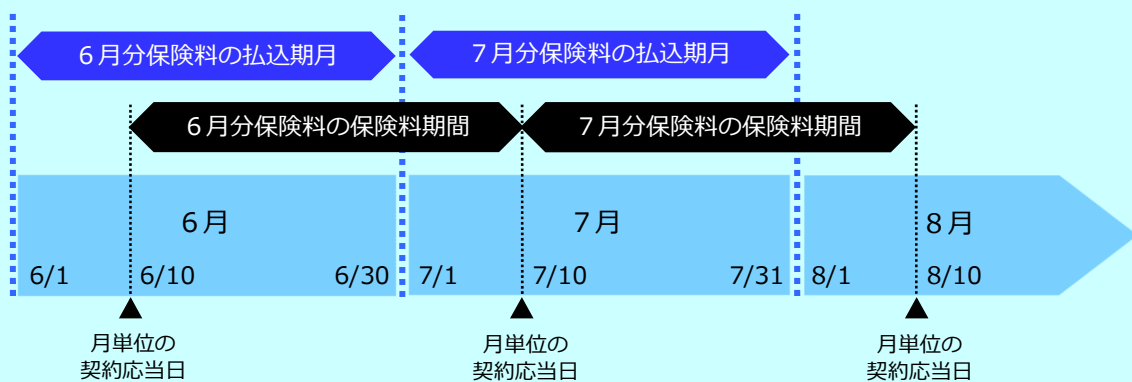 6月分保険料の払込期月
7月分保険料の払込期月
6月分保険料の保険料期間
7月分保険料の保険料期間
6月
7月
8月
6/1
6/10
6/30
7/1
7/10
7/31
8/1
8/10
月単位の
契約応当日
月単位の
契約応当日
月単位の
契約応当日